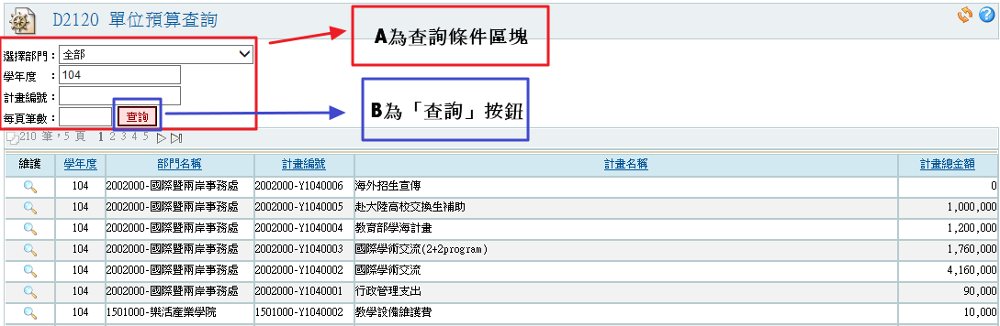 D2120 單位預算查詢
A為查詢條件區塊
選擇部門：全部
學年度 ：104
計畫編號：
每頁筆數： 查詢
B為「查詢」按鈕
210 筆，5 頁 1 2 3 4 5
維護 學年度 部門名稱 計畫編號 計畫名稱 計畫總金額
104 2002000-國際暨兩岸事務處 2002000-Y1040006 海外招生宣傳 0
104 2002000-國際暨兩岸事務處 2002000-Y1040005 赴大陸高校交換生補助 1,000,000
104 2002000-國際暨兩岸事務處 2002000-Y1040004 教育部學海計畫 1,200,000
104 2002000-國際暨兩岸事務處 2002000-Y1040003 國際學術交流(2+2program) 1,760,000
104 2002000-國際暨兩岸事務處 2002000-Y1040002 國際學術交流 4,160,000
104 2002000-國際暨兩岸事務處 2002000-Y1040001 行政管理支出 90,000
104 1501000-樂活產業學院 1501000-Y1040002 教學設備維護費 10,000